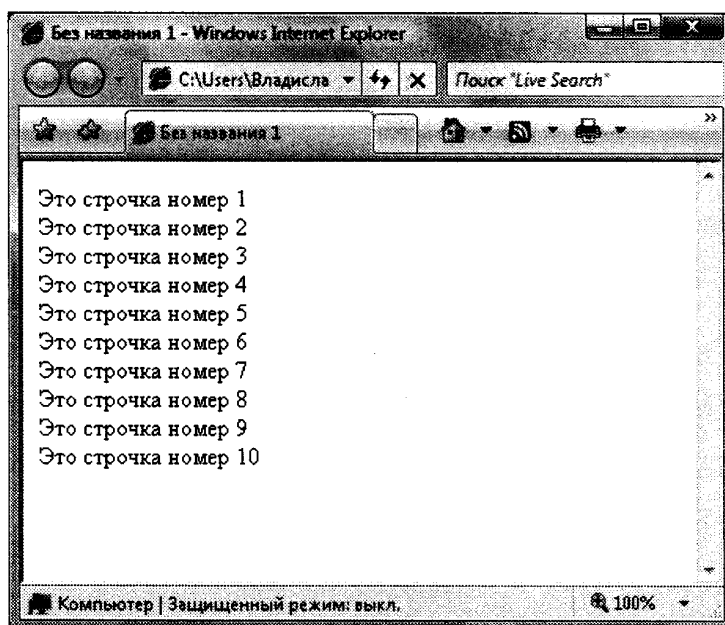 Без названия 1 - Windows Internet Explorer
C:\Users\Владисла
Поиск "Live Search"
Без названия 1
Это строчка номер 1
Это строчка номер 2
Это строчка номер 3
Это строчка номер 4
Это строчка номер 5
Это строчка номер 6
Это строчка номер 7
Это строчка номер 8
Это строчка номер 9
Это строчка номер 10
Компьютер | Защищенный режим: выкл.
100%